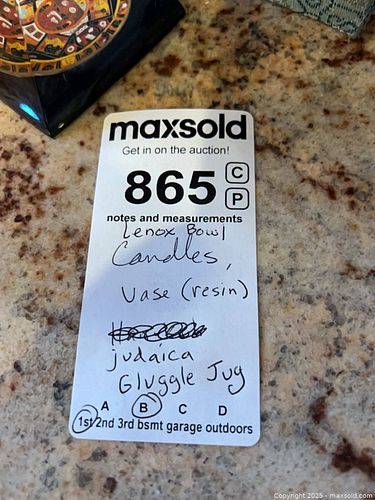 maxsold
Get in on the auction!
865 C
P
notes and measurements
Lenox Bowl
Candles,
Vase (resin)
judaica
Gluggle Jug
A B C D
1st 2nd 3rd bsmt garage outdoors
Copyright 2025 - maxsold.com